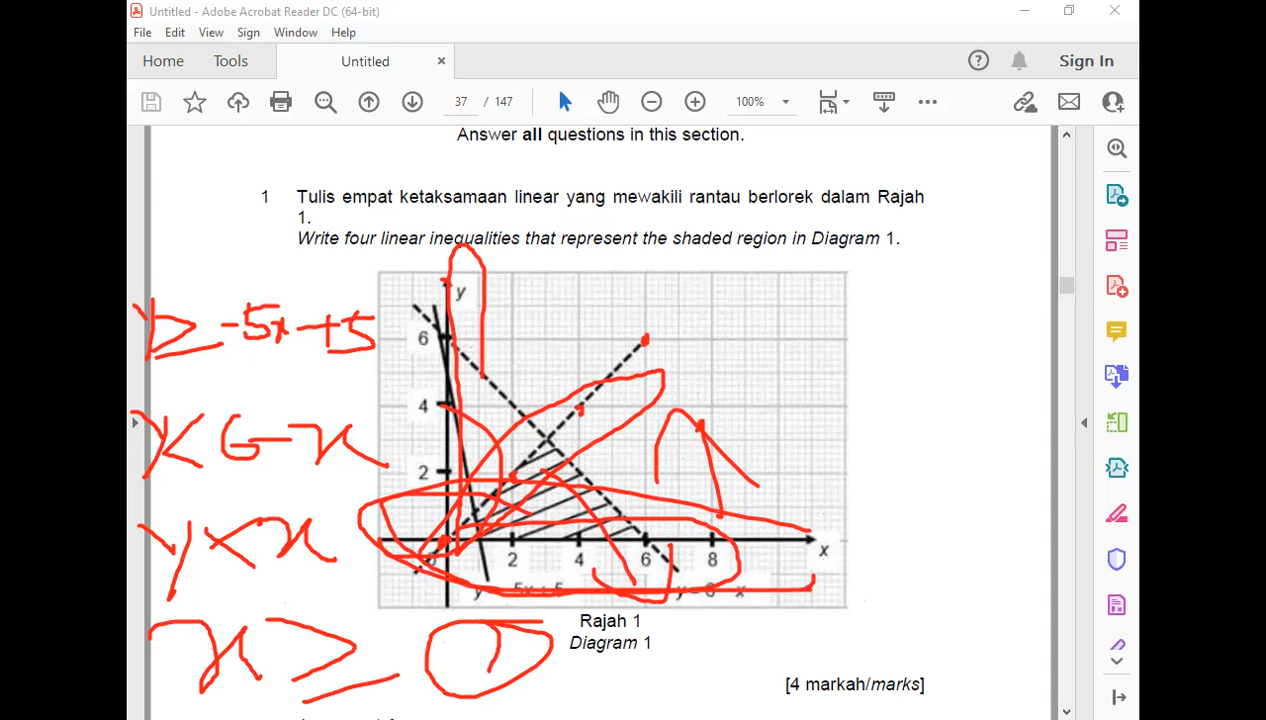 Untitled - Adobe Acrobat Reader DC (64-bit)
File Edit View Sign Window Help
Home Tools Untitled × ? Sign In
37 / 147 100%
Answer all questions in this section.
1 Tulis empat ketaksamaan linear yang mewakili rantau berlorek dalam Rajah
1.
Write four linear inequalities that represent the shaded region in Diagram 1.
y
y ≥ -5x+5
6
4
y < 6-x
2
y < x
2 4 6 8 x
Rajah 1
Diagram 1
x ≥
[4 markah/marks]